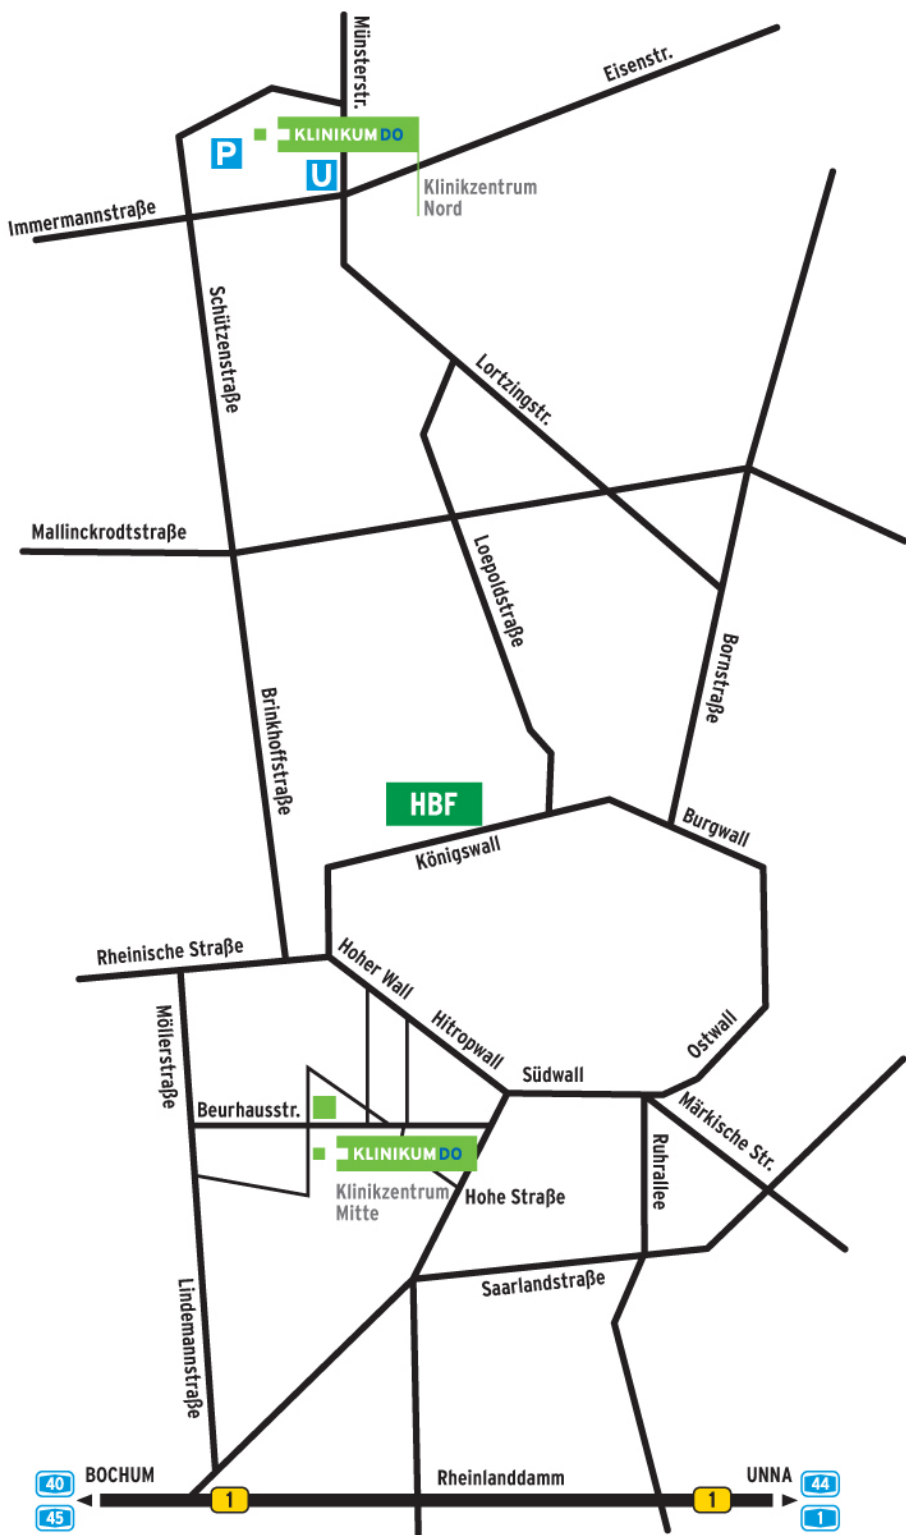 Münsterstr.
Eisenstr.
KLINIKUMDO
P
U
Klinikzentrum
Nord
Immermannstraße
Schützenstraße
Lortzingstr.
Mallinckrodtstraße
Loepoldstraße
Bornstraße
Brinkhoffstraße
HBF
Burgwall
Königswall
Rheinische Straße
Hoher Wall
Möllerstraße
Hitropwall
Ostwall
Südwall
Beurhausstr.
Märkische Str.
KLINIKUMDO
Ruhrallee
Klinikzentrum
Mitte
Hohe Straße
Saarlandstraße
Lindemannstraße
40
BOCHUM
Rheinlanddamm
UNNA
44
45
1
1
1